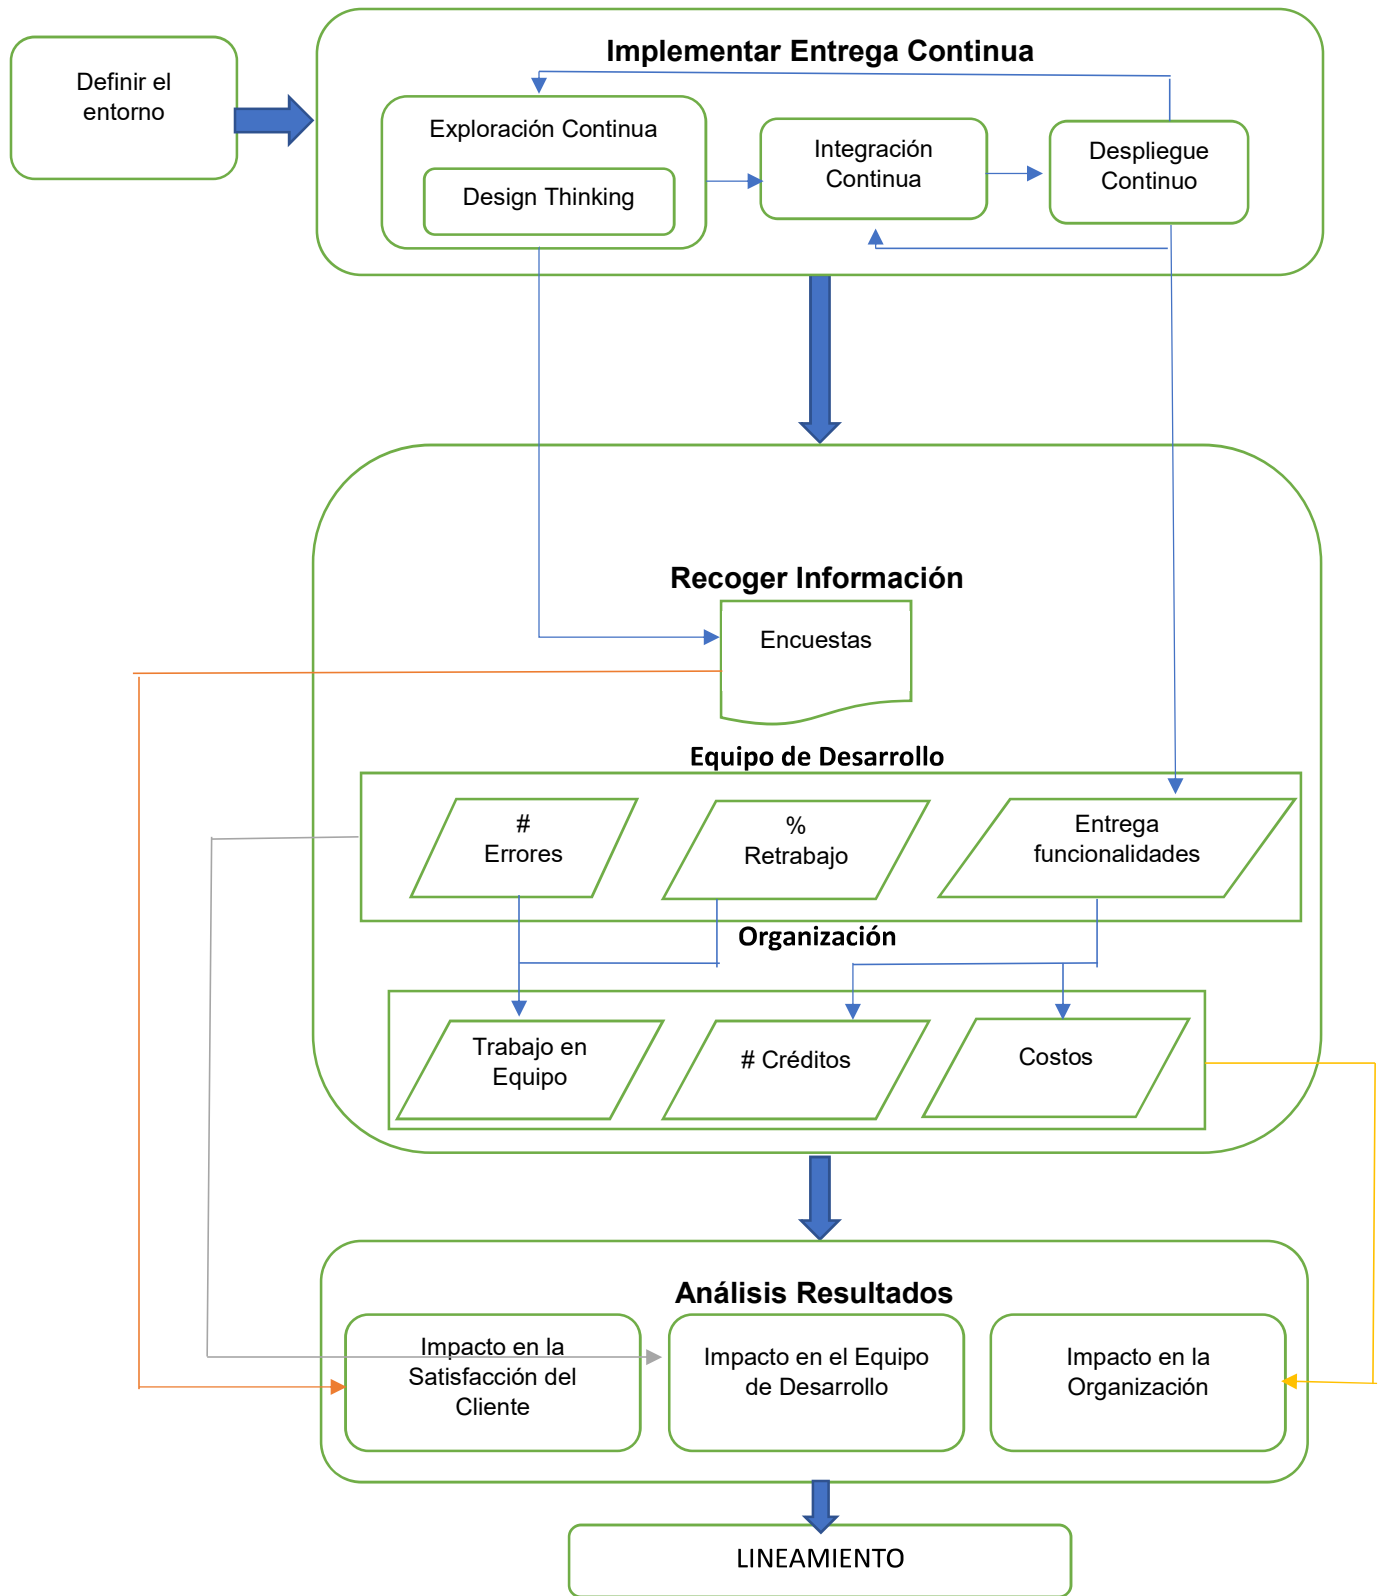 Implementar Entrega Continua
Definir el
entorno
Exploración Continua
Design Thinking
Integración
Continua
Despliegue
Continuo
Recoger Información
Encuestas
Equipo de Desarrollo
#
Errores
%
Retrabajo
Entrega
funcionalidades
Organización
Trabajo en
Equipo
# Créditos
Costos
Análisis Resultados
Impacto en la
Satisfacción del
Cliente
Impacto en el Equipo
de Desarrollo
Impacto en la
Organización
LINEAMIENTO